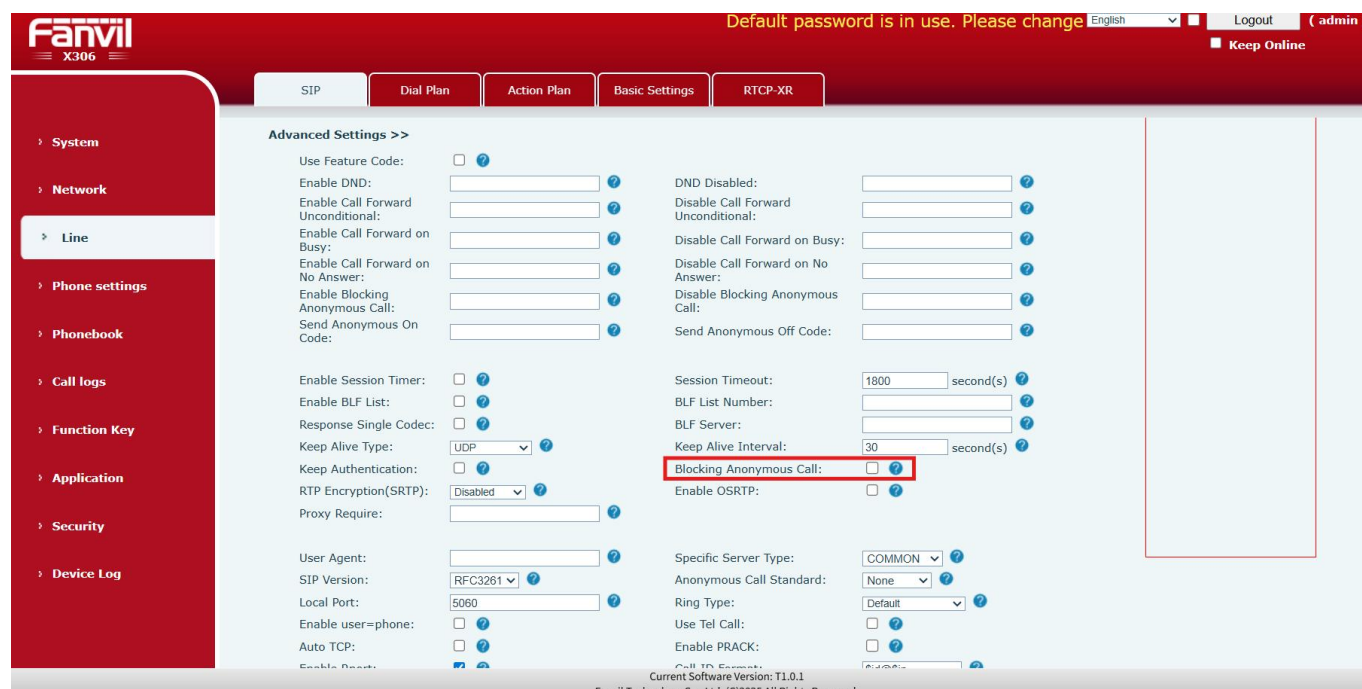 Fanvil
X306
Default password is in use. Please change English Logout ( admin
Keep Online
SIP Dial Plan Action Plan Basic Settings RTCP-XR
› System
› Network
› Line
› Phone settings
› Phonebook
› Call logs
› Function Key
› Application
› Security
› Device Log
Advanced Settings >>
Use Feature Code: ?
Enable DND: ? DND Disabled: ?
Enable Call Forward Disable Call Forward
Unconditional: ? Unconditional: ?
Enable Call Forward on
Busy: ? Disable Call Forward on Busy: ?
Enable Call Forward on Disable Call Forward on No
No Answer: ? Answer: ?
Enable Blocking Disable Blocking Anonymous
Anonymous Call: ? Call: ?
Send Anonymous On
Code: ? Send Anonymous Off Code: ?
Enable Session Timer: ? Session Timeout: 1800 second(s) ?
Enable BLF List: ? BLF List Number: ?
Response Single Codec: ? BLF Server: ?
Keep Alive Type: UDP ? Keep Alive Interval: 30 second(s) ?
Keep Authentication: ? Blocking Anonymous Call: ?
RTP Encryption(SRTP): Disabled ? Enable OSRTP: ?
Proxy Require: ?
User Agent: ? Specific Server Type: COMMON ?
SIP Version: RFC3261 ? Anonymous Call Standard: None ?
Local Port: 5060 ? Ring Type: Default ?
Enable user=phone: ? Use Tel Call: ?
Auto TCP: ? Enable PRACK: ?
Enable Rport: Call-ID Format: $id@$ip
Current Software Version: T1.0.1